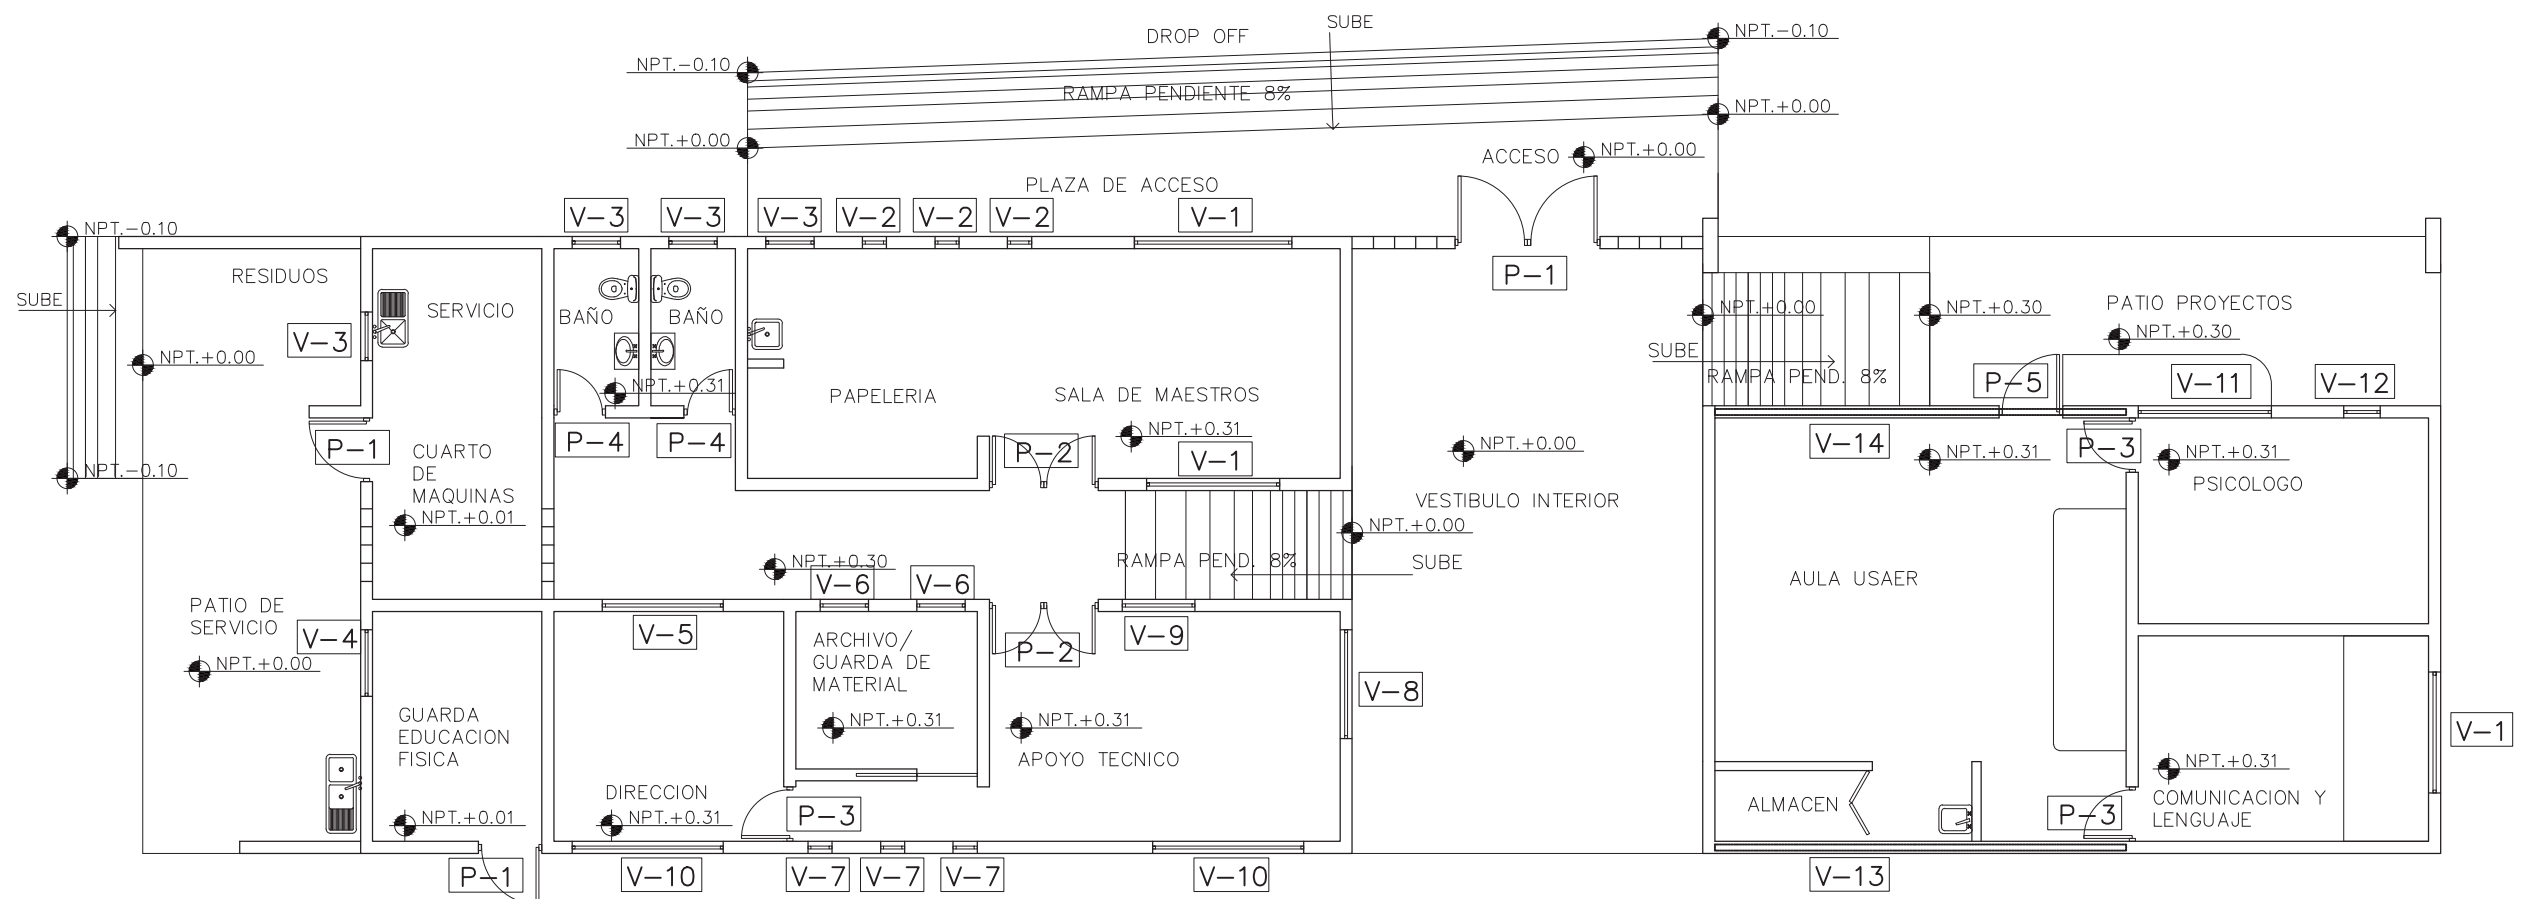 SUBE
DROP OFF
NPT.-0.10
NPT.-0.10
RAMPA PENDIENTE 8%
NPT.+0.00
NPT.+0.00
ACCESO
NPT.+0.00
PLAZA DE ACCESO
V-3
V-3
V-3
V-2
V-2
V-2
V-1
NPT.-0.10
RESIDUOS
P-1
SUBE
SERVICIO
BAÑO
BAÑO
NPT.+0.00
NPT.+0.30
PATIO PROYECTOS
NPT.+0.30
V-3
NPT.+0.00
SUBE
RAMPA PEND. 8%
P-5
V-11
V-12
NPT.+0.31
PAPELERIA
SALA DE MAESTROS
NPT.+0.31
P-1
P-4
P-4
P-2
V-1
NPT.+0.00
V-14
P-3
CUARTO
DE
MAQUINAS
NPT.-0.10
NPT.+0.31
NPT.+0.31
PSICOLOGO
VESTIBULO INTERIOR
NPT.+0.01
NPT.+0.00
NPT.+0.30
RAMPA PEND. 8%
SUBE
V-6
V-6
AULA USAER
PATIO DE
SERVICIO
V-4
V-5
ARCHIVO/
GUARDA DE
MATERIAL
P-2
V-9
NPT.+0.00
V-8
GUARDA
EDUCACION
FISICA
NPT.+0.31
NPT.+0.31
V-1
APOYO TECNICO
NPT.+0.31
DIRECCION
NPT.+0.01
NPT.+0.31
P-3
ALMACEN
P-3
COMUNICACION Y
LENGUAJE
P-1
V-10
V-7
V-7
V-7
V-10
V-13